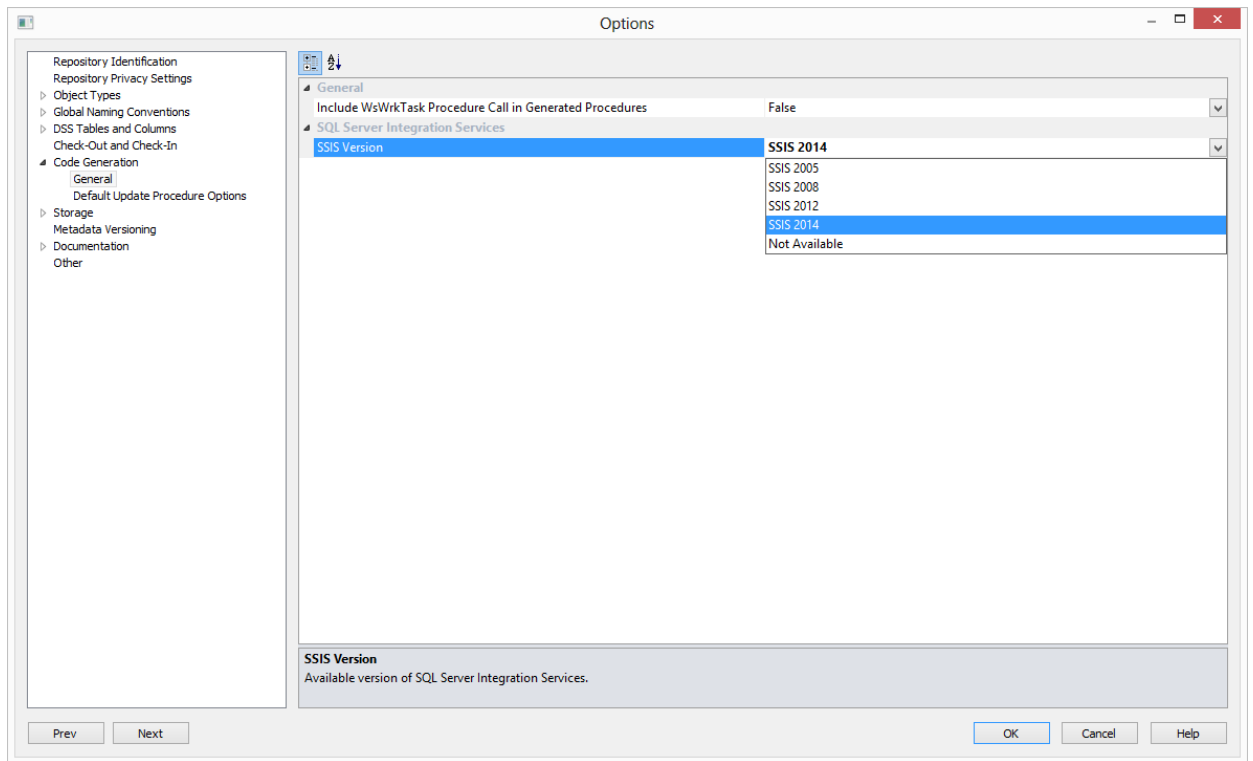 Options
Repository Identification
Repository Privacy Settings
Object Types
Global Naming Conventions
DSS Tables and Columns
Check-Out and Check-In
Code Generation
General
Default Update Procedure Options
Storage
Metadata Versioning
Documentation
Other
General
Include WsWrkTask Procedure Call in Generated Procedures False
SQL Server Integration Services
SSIS Version SSIS 2014
SSIS 2005
SSIS 2008
SSIS 2012
SSIS 2014
Not Available
SSIS Version
Available version of SQL Server Integration Services.
Prev Next OK Cancel Help